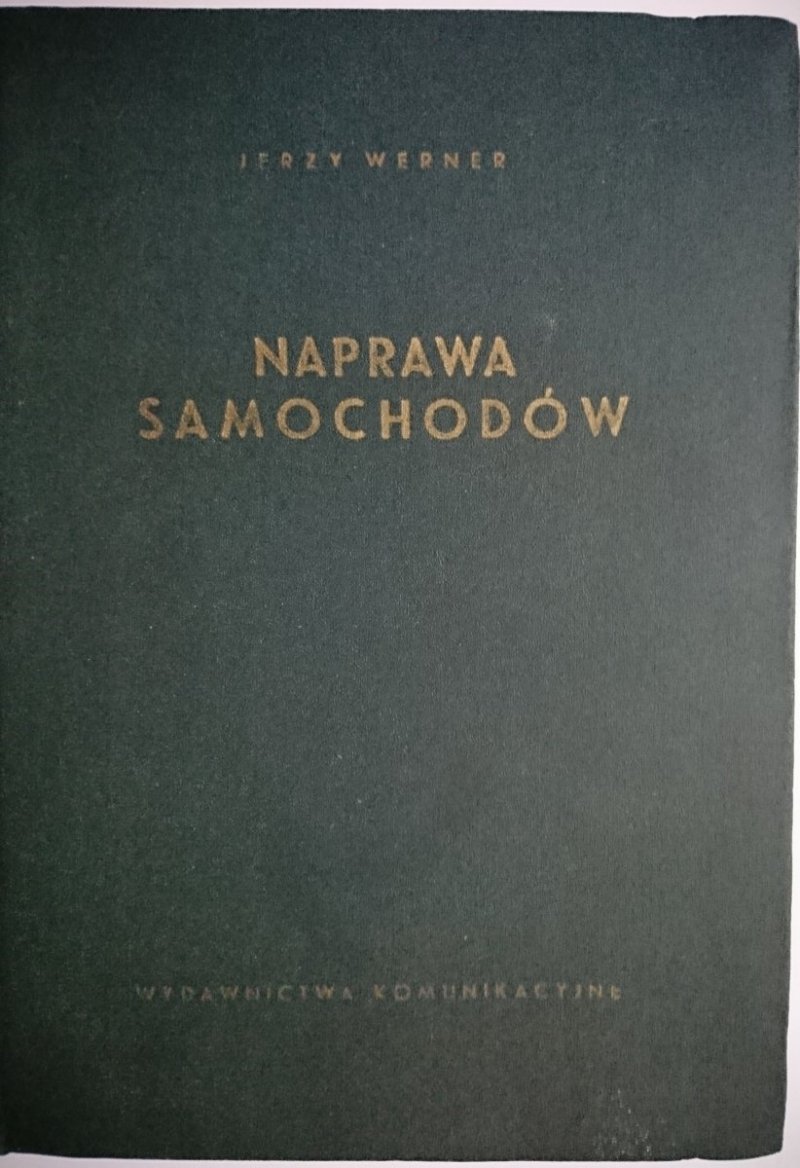 JERZY WERNER
NAPRAWA
SAMOCHODÓW
WYDAWNICTWA KOMUNIKACYJNE